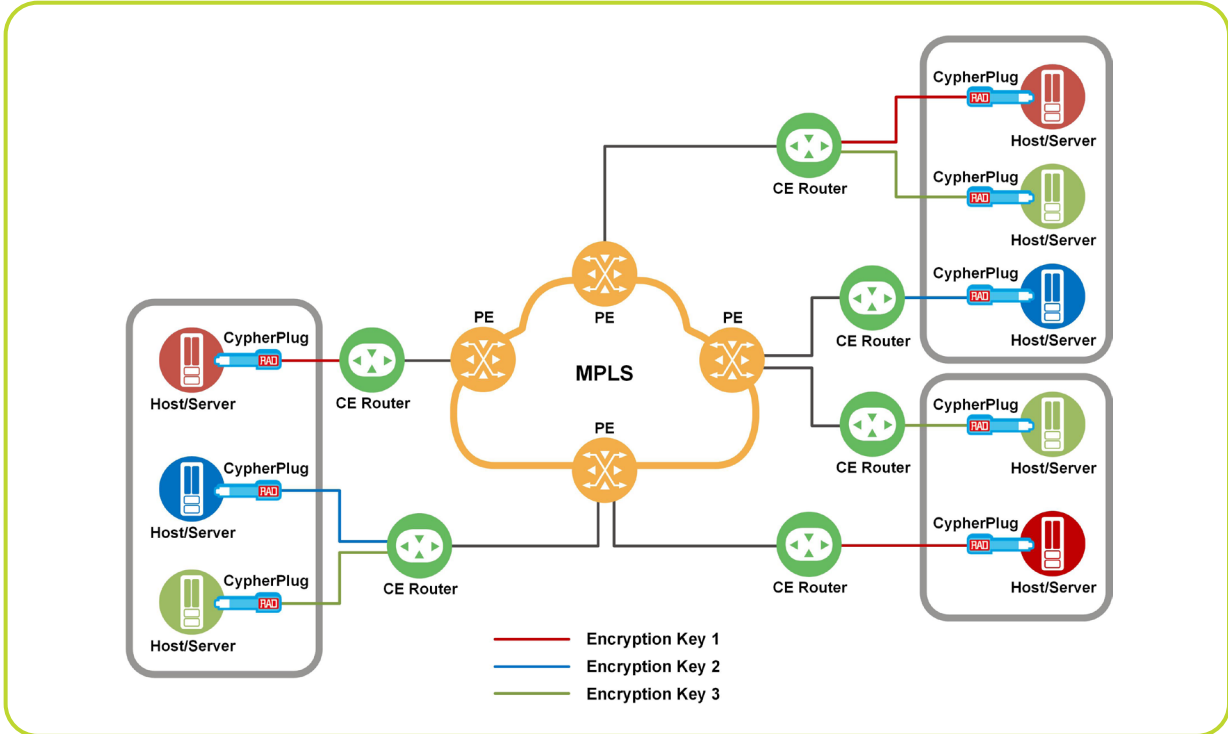 CypherPlug
RAD
Host/Server
CE Router
CypherPlug
RAD
Host/Server
CypherPlug
RAD
Host/Server
CE Router
PE
PE
PE
MPLS
CypherPlug
RAD
Host/Server
CE Router
CypherPlug
RAD
Host/Server
CE Router
PE
CypherPlug
RAD
Host/Server
CE Router
CypherPlug
RAD
Host/Server
CE Router
CypherPlug
RAD
Host/Server
Encryption Key 1
Encryption Key 2
Encryption Key 3